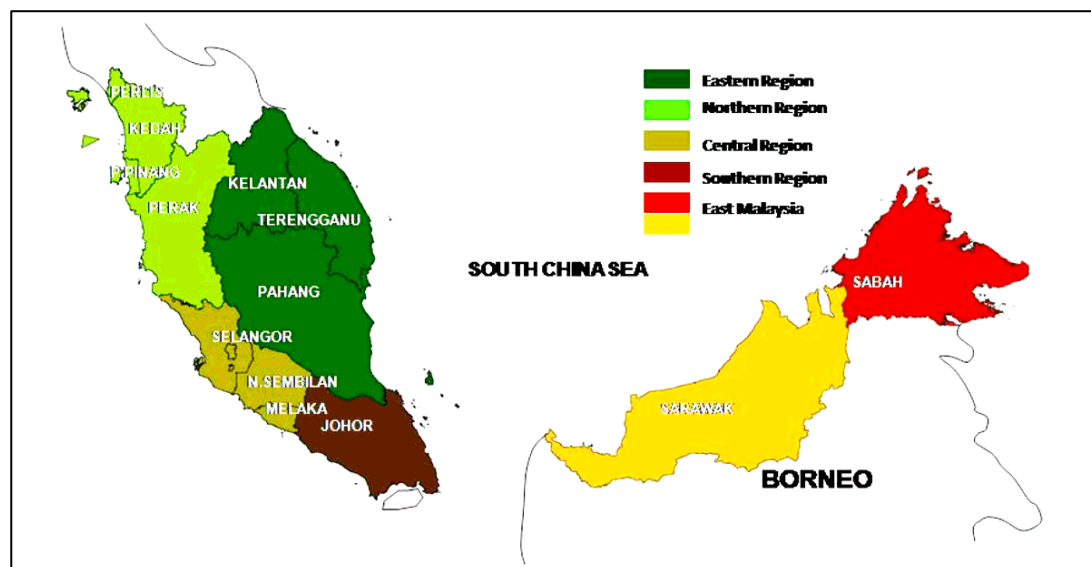 PERLIS
KEDAH
P.PINANG
PERAK
KELANTAN
TERENGGANU
PAHANG
SELANGOR
N.SEMBILAN
MELAKA
JOHOR
SOUTH CHINA SEA
Eastern Region
Northern Region
Central Region
Southern Region
East Malaysia
SABAH
SARAWAK
BORNEO